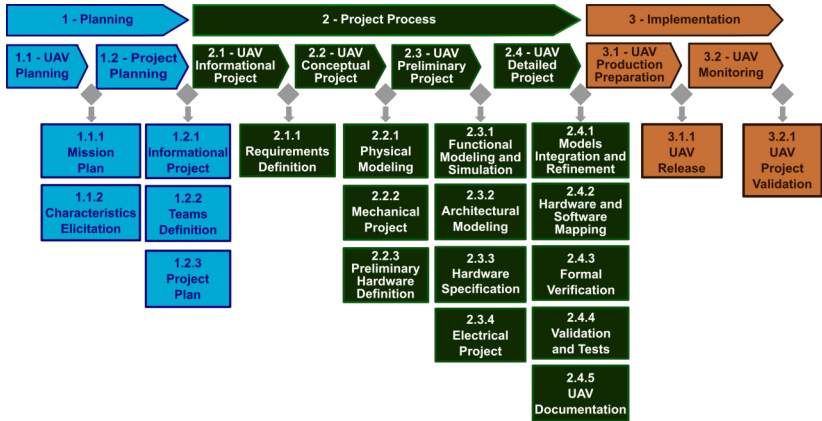 1 - Planning
2 - Project Process
3 - Implementation
1.1 - UAV
Planning
1.2 - Project
Planning
2.1 - UAV
Informational
Project
2.2 - UAV
Conceptual
Project
2.3 - UAV
Preliminary
Project
2.4 - UAV
Detailed
Project
3.1 - UAV
Production
Preparation
3.2 - UAV
Monitoring
1.1.1
Mission
Plan
1.1.2
Characteristics
Elicitation
1.2.1
Informational
Project
1.2.2
Teams
Definition
1.2.3
Project
Plan
2.1.1
Requirements
Definition
2.2.1
Physical
Modeling
2.2.2
Mechanical
Project
2.2.3
Preliminary
Hardware
Definition
2.3.1
Functional
Modeling and
Simulation
2.3.2
Architectural
Modeling
2.3.3
Hardware
Specification
2.3.4
Electrical
Project
2.4.1
Models
Integration and
Refinement
2.4.2
Hardware and
Software
Mapping
2.4.3
Formal
Verification
2.4.4
Validation
and Tests
2.4.5
UAV
Documentation
3.1.1
UAV
Release
3.2.1
UAV
Project
Validation